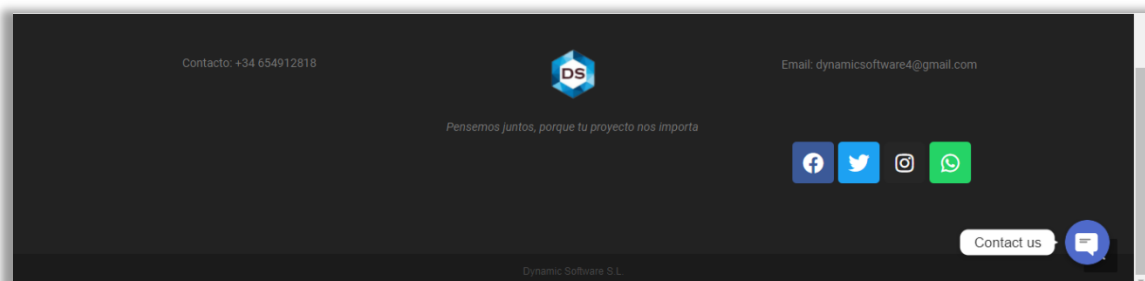 Contacto: +34 654912818
DS
Email: dynamicsoftware4@gmail.com
Pensemos juntos, porque tu proyecto nos importa
Contact us
Dynamic Software S.L.